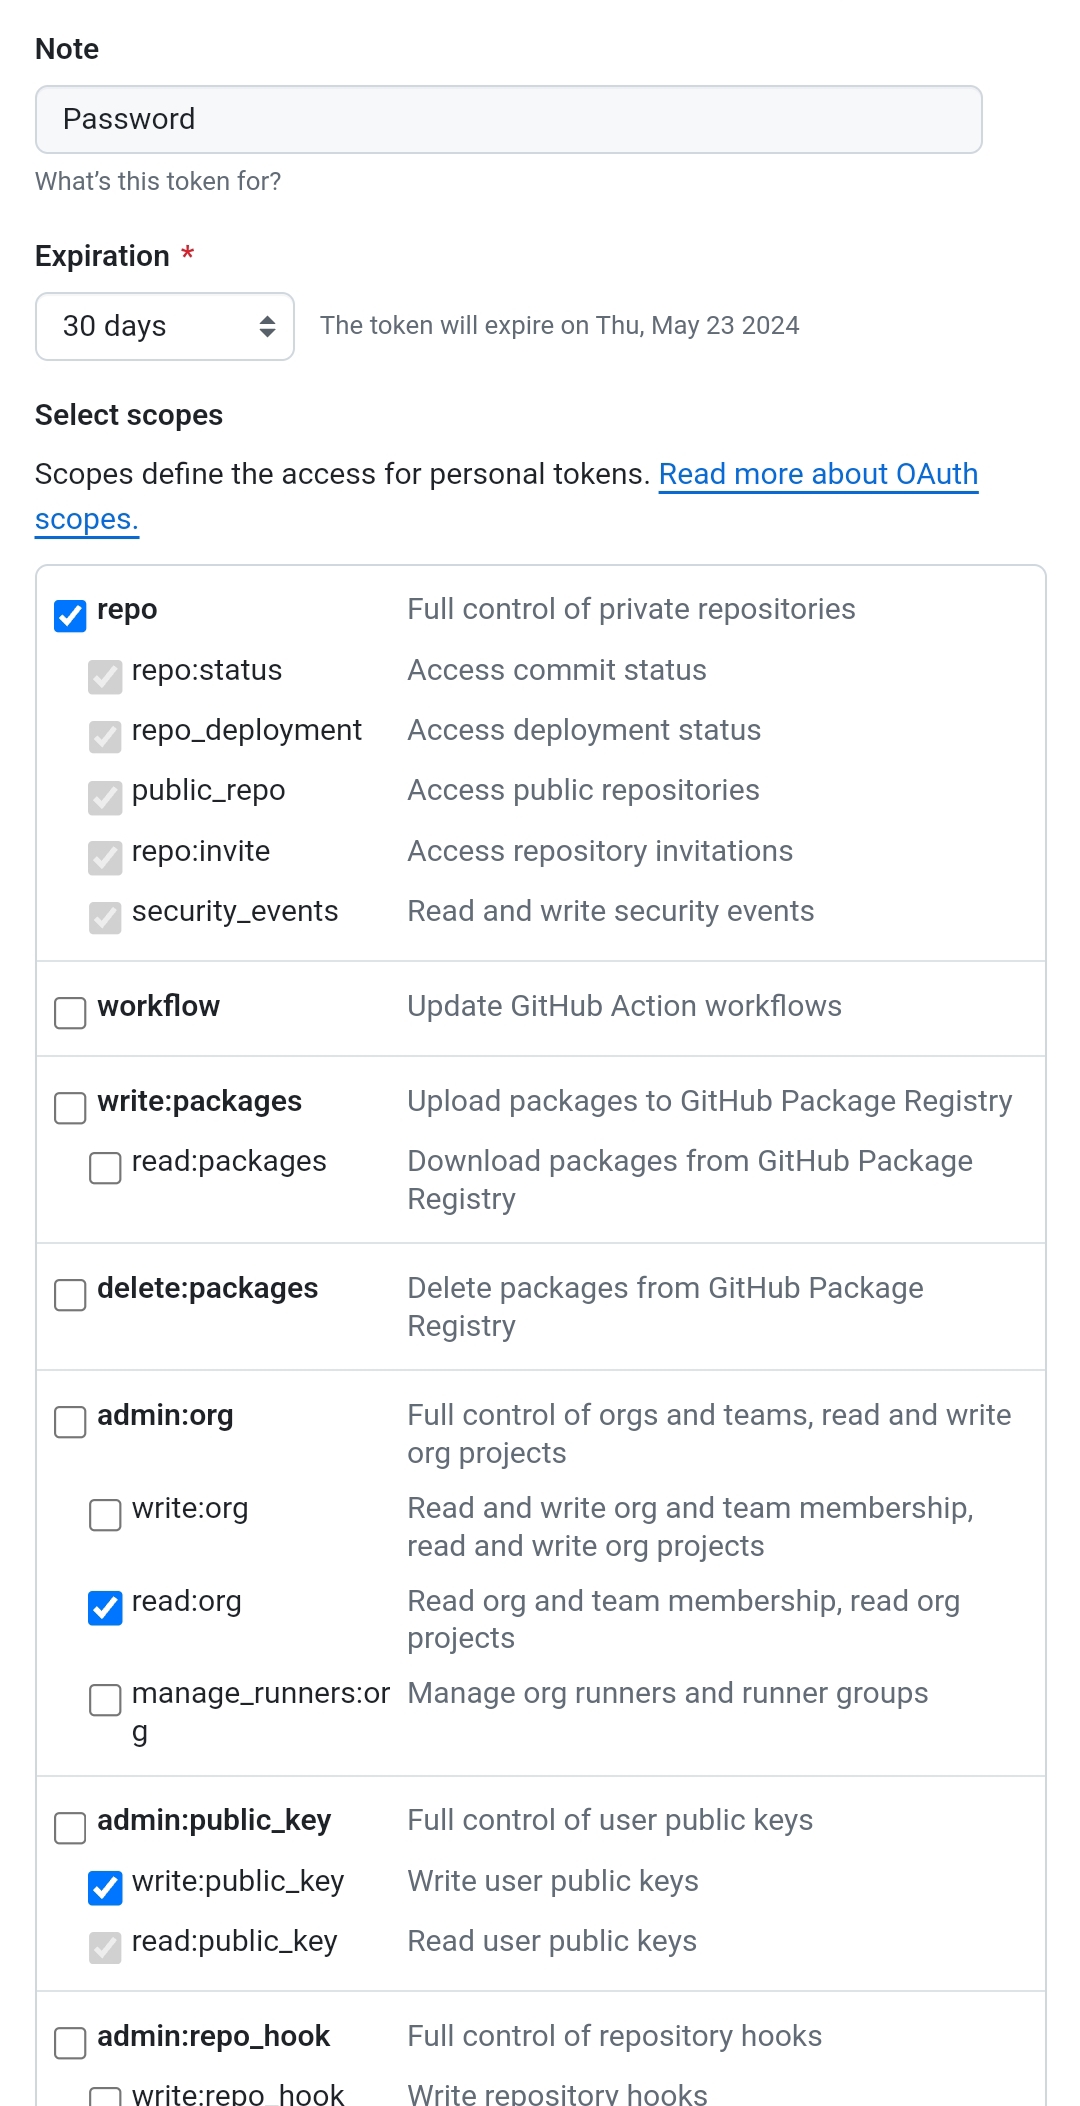 Note
Password
What's this token for?
Expiration *
30 days The token will expire on Thu, May 23 2024
Select scopes
Scopes define the access for personal tokens. Read more about OAuth
scopes.
repo Full control of private repositories
repo:status Access commit status
repo_deployment Access deployment status
public_repo Access public repositories
repo:invite Access repository invitations
security_events Read and write security events
workflow Update GitHub Action workflows
write:packages Upload packages to GitHub Package Registry
read:packages Download packages from GitHub Package
Registry
delete:packages Delete packages from GitHub Package
Registry
admin:org Full control of orgs and teams, read and write
org projects
write:org Read and write org and team membership,
read and write org projects
read:org Read org and team membership, read org
projects
manage_runners:or Manage org runners and runner groups
g
admin:public_key Full control of user public keys
write:public_key Write user public keys
read:public_key Read user public keys
admin:repo_hook Full control of repository hooks
write:repo_hook Write repository hooks